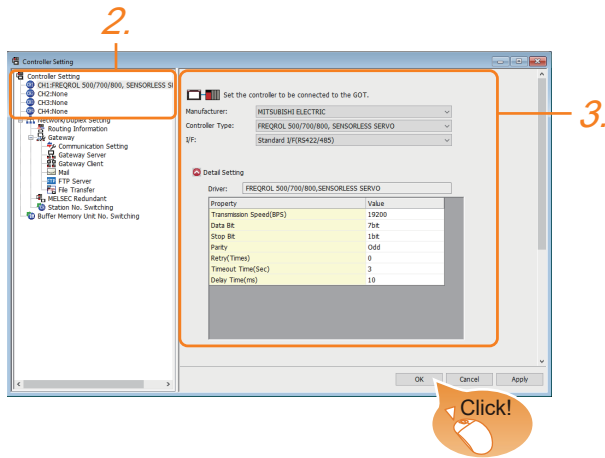 2.
Controller Setting
Controller Setting
CH1:FREQROL 500/700/800, SENSORLESS S
CH2:None
CH3:None
CH4:None
Network/Duplex Setting
Routing Information
Gateway
Communication Setting
Gateway Server
Gateway Client
Mail
FTP Server
File Transfer
MELSEC Redundant
Station No. Switching
Buffer Memory Unit No. Switching
Set the controller to be connected to the GOT.
Manufacturer: MITSUBISHI ELECTRIC
Controller Type: FREQROL 500/700/800, SENSORLESS SERVO
I/F: Standard I/F(RS422/485)
3.
Detail Setting
Driver: FREQROL 500/700/800,SENSORLESS SERVO
Property Value
Transmission Speed(BPS) 19200
Data Bit 7bit
Stop Bit 1bit
Parity Odd
Retry(Times) 0
Timeout Time(Sec) 3
Delay Time(ms) 10
OK Cancel Apply
Click!